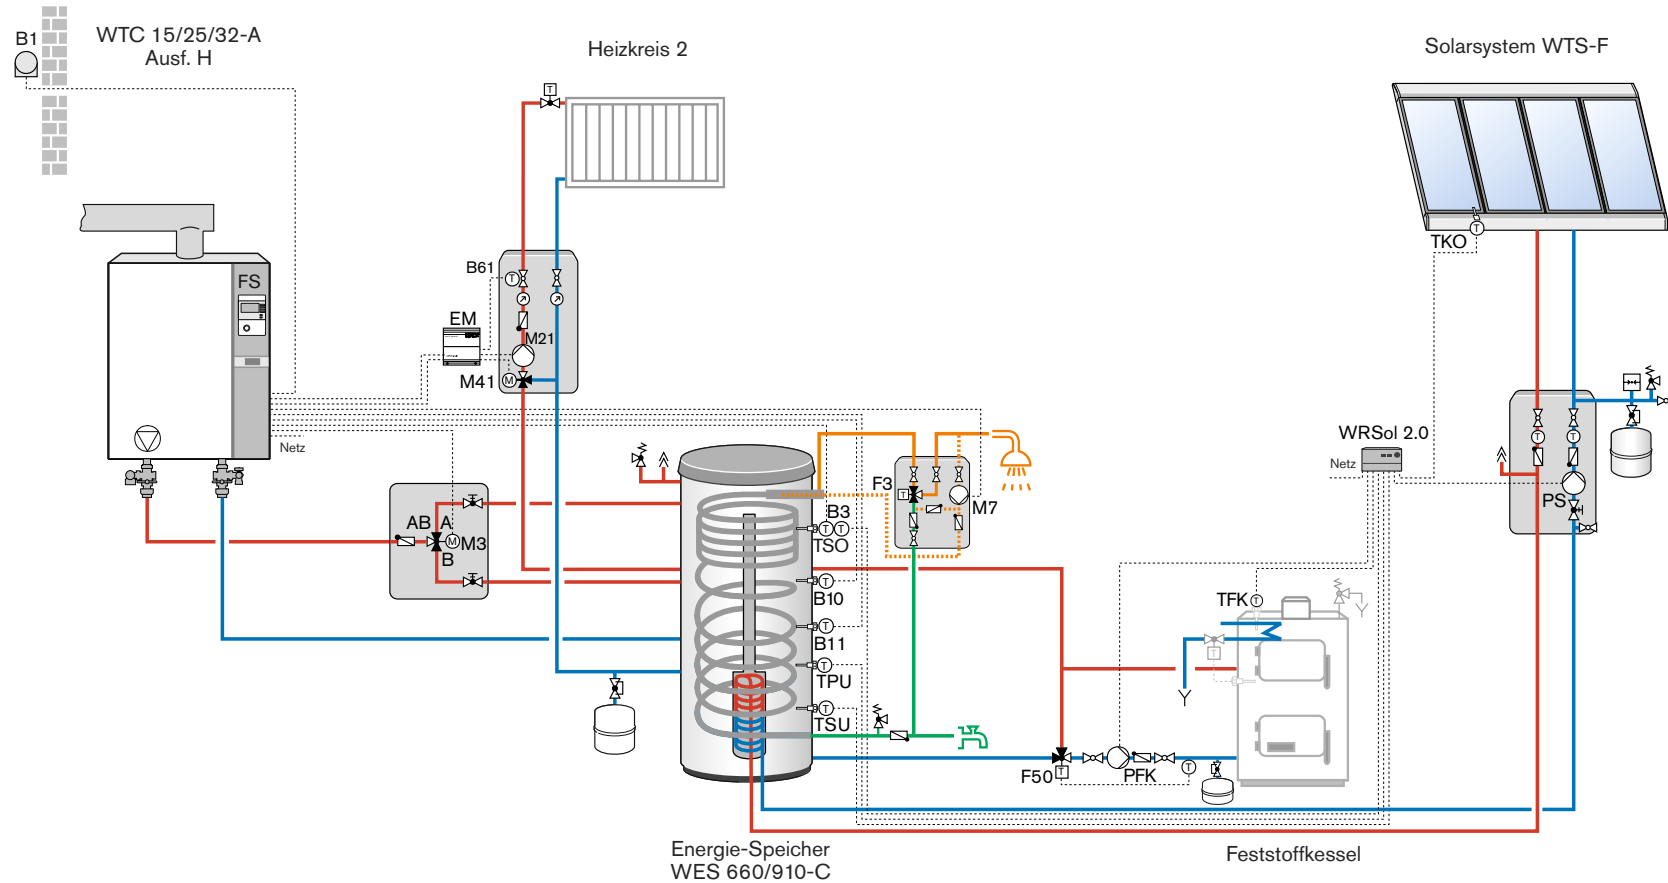 B1
WTC 15/25/32-A
Ausf. H
Heizkreis 2
Solarsystem WTS-F
T
TKO
T
FS
B61
T
EM
M21
M41
M
Netz
AB
A
B
M
M3
F3
T
M7
B3
T
T
TSO
T
B10
T
B11
T
TPU
T
TSU
WRSol 2.0
Netz
T
T
PS
TFK
T
T
F50
T
PFK
T
Energie-Speicher
WES 660/910-C
Feststoffkessel